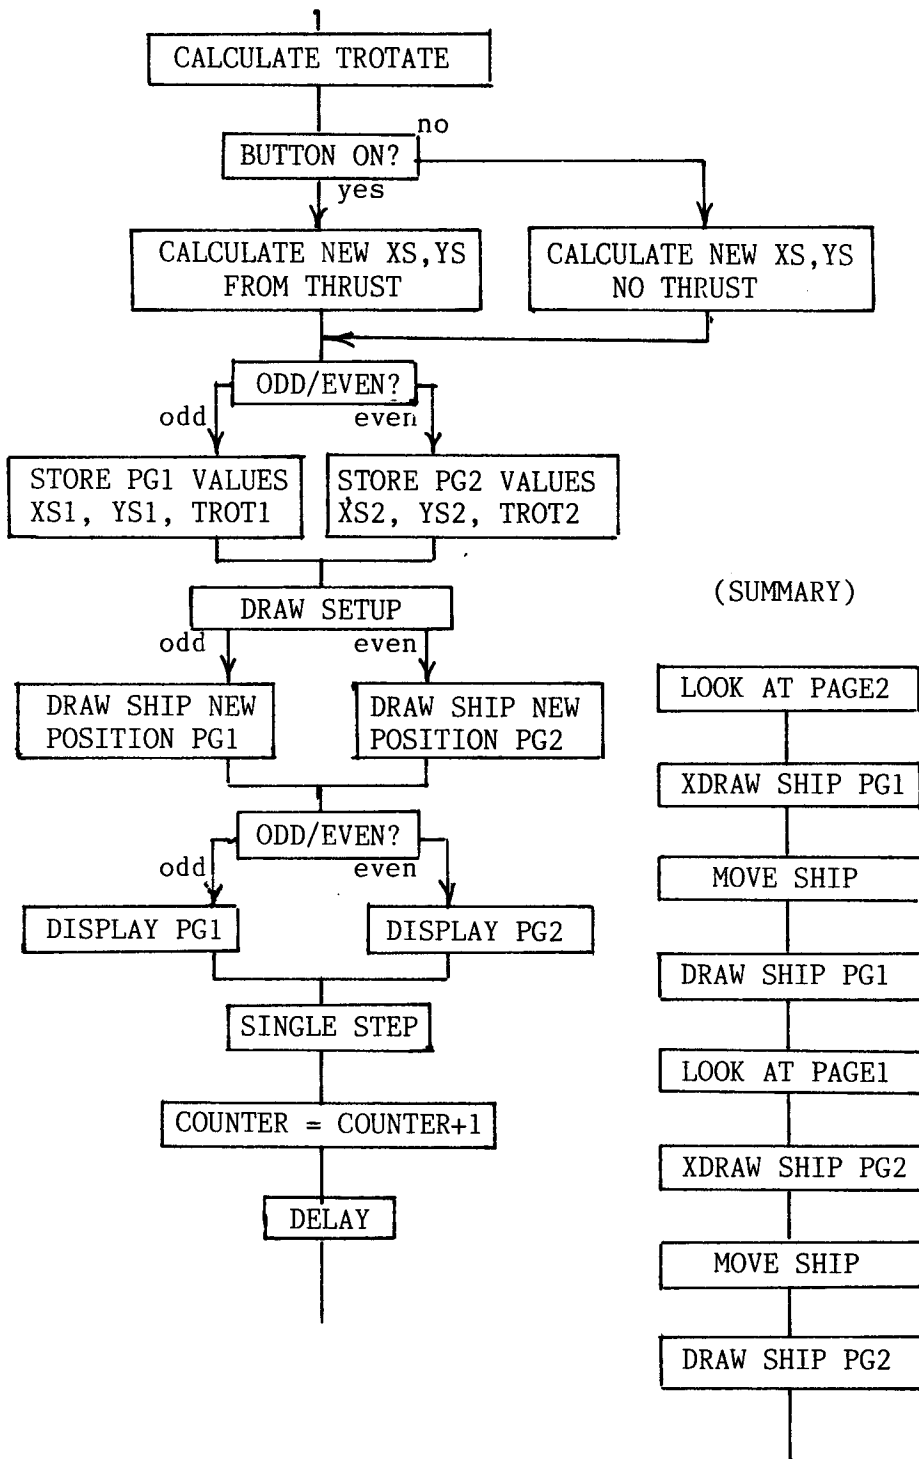 CALCULATE TROTATE
no
BUTTON ON?
yes
CALCULATE NEW XS,YS
FROM THRUST
CALCULATE NEW XS,YS
NO THRUST
ODD/EVEN?
odd
even
STORE PG1 VALUES
XS1, YS1, TROT1
STORE PG2 VALUES
XS2, YS2, TROT2
DRAW SETUP
odd
even
DRAW SHIP NEW
POSITION PG1
DRAW SHIP NEW
POSITION PG2
ODD/EVEN?
odd
even
DISPLAY PG1
DISPLAY PG2
SINGLE STEP
COUNTER = COUNTER+1
DELAY
(SUMMARY)
LOOK AT PAGE2
XDRAW SHIP PG1
MOVE SHIP
DRAW SHIP PG1
LOOK AT PAGE1
XDRAW SHIP PG2
MOVE SHIP
DRAW SHIP PG2